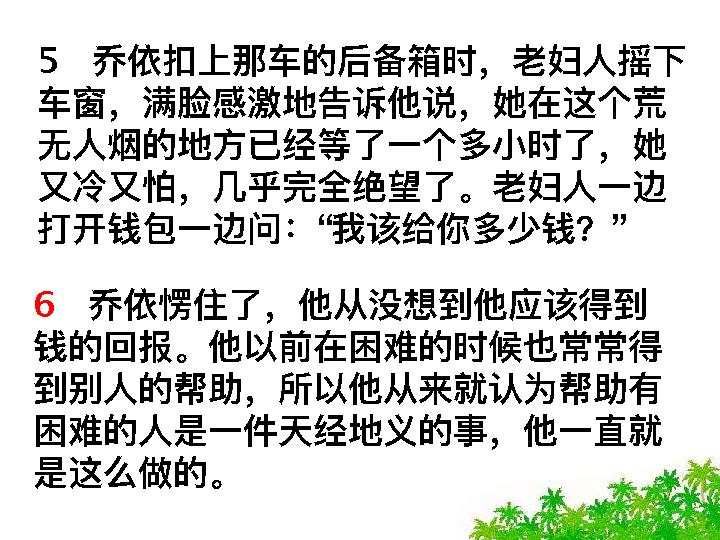 5 乔依扣上那车的后备箱时，老妇人摇下
车窗，满脸感激地告诉他说，她在这个荒
无人烟的地方已经等了一个多小时了，她
又冷又怕，几乎完全绝望了。老妇人一边
打开钱包一边问：“我该给你多少钱？”
6 乔依愣住了，他从没想到他应该得到
钱的回报。他以前在困难的时候也常常得
到别人的帮助，所以他从来就认为帮助有
困难的人是一件天经地义的事，他一直就
是这么做的。